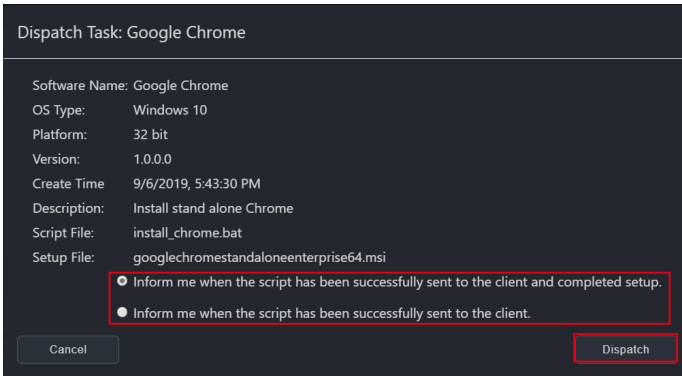 Dispatch Task: Google Chrome
Software Name: Google Chrome
OS Type: Windows 10
Platform: 32 bit
Version: 1.0.0.0
Create Time 9/6/2019, 5:43:30 PM
Description: Install stand alone Chrome
Script File: install_chrome.bat
Setup File: googlechromestandaloneenterprise64.msi
Inform me when the script has been successfully sent to the client and completed setup.
Inform me when the script has been successfully sent to the client.
Cancel Dispatch